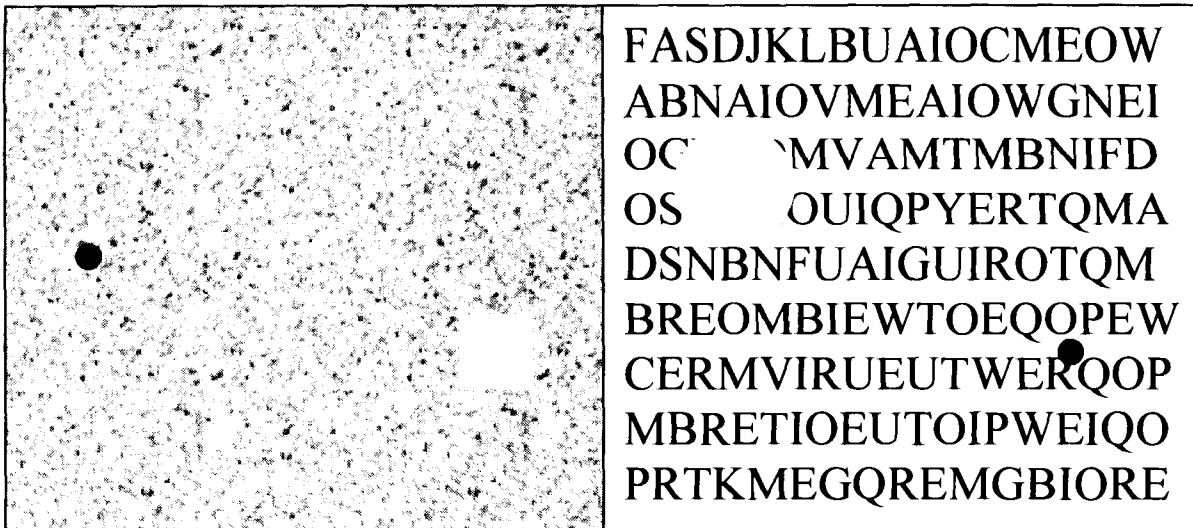 FASDJKLBUAIOCMEOW
ABNAIOVMEAIOWGNEI
OC MVAMTMBNIFD
OS OUIQPYERTQMA
DSNBNFUAIGUIROTQM
BREOMBIEWTOEQOPEW
CERMVIRUEUTWERQOP
MBRETIOEUTOIPWEIQO
PRTKMEGQREMGBIORE